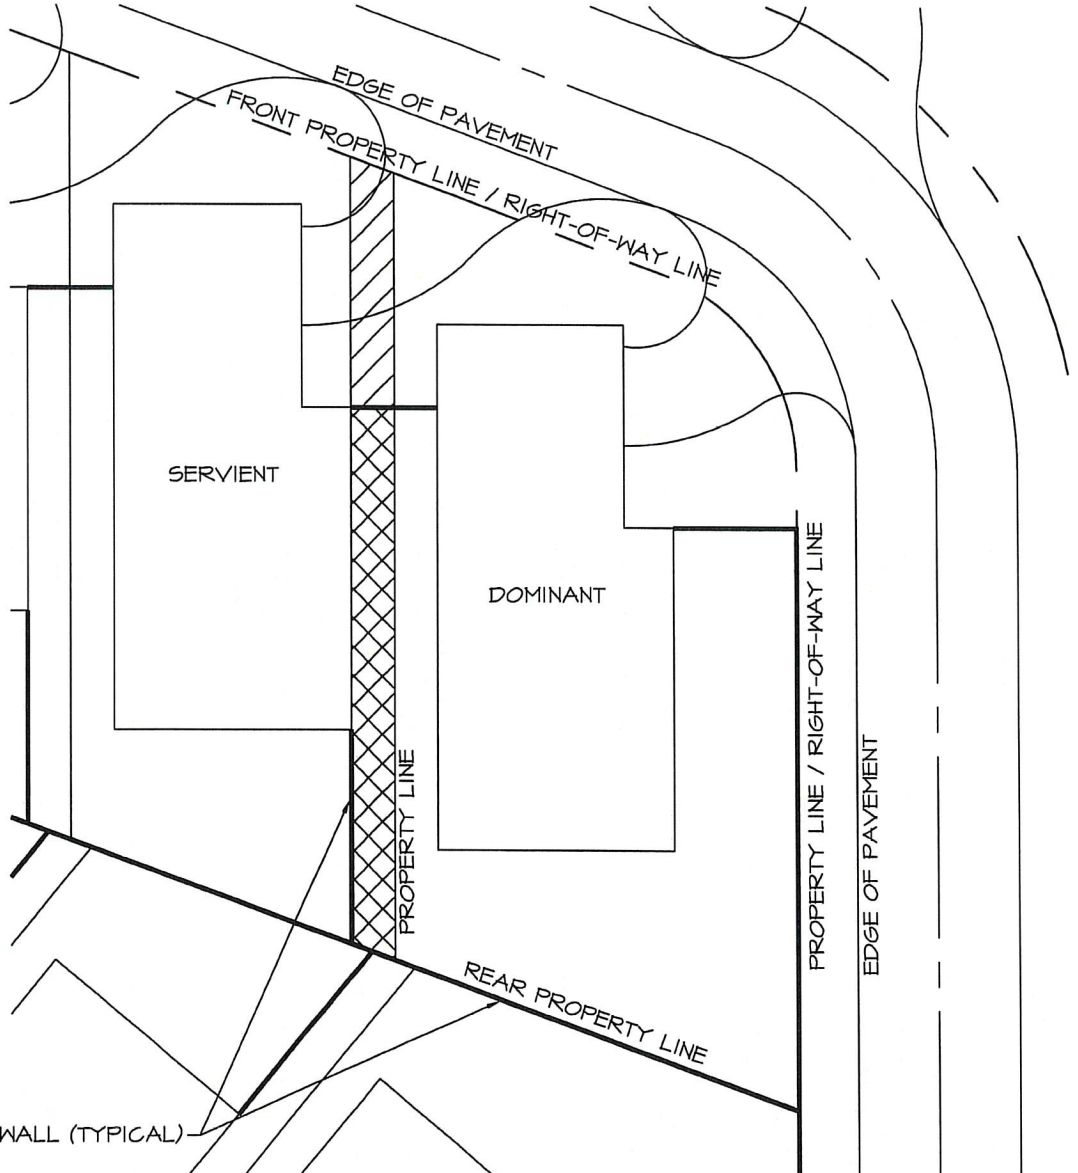 EDGE OF PAVEMENT
FRONT PROPERTY LINE / RIGHT-OF-WAY LINE
SERVIENT
DOMINANT
PROPERTY LINE
PROPERTY LINE / RIGHT-OF-WAY LINE
EDGE OF PAVEMENT
REAR PROPERTY LINE
WALL (TYPICAL)